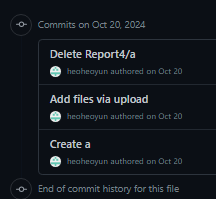 Commits on Oct 20, 2024
Delete Report4/a
heoheoyun authored on Oct 20
Add files via upload
heoheoyun authored on Oct 20
Create a
heoheoyun authored on Oct 20
End of commit history for this file